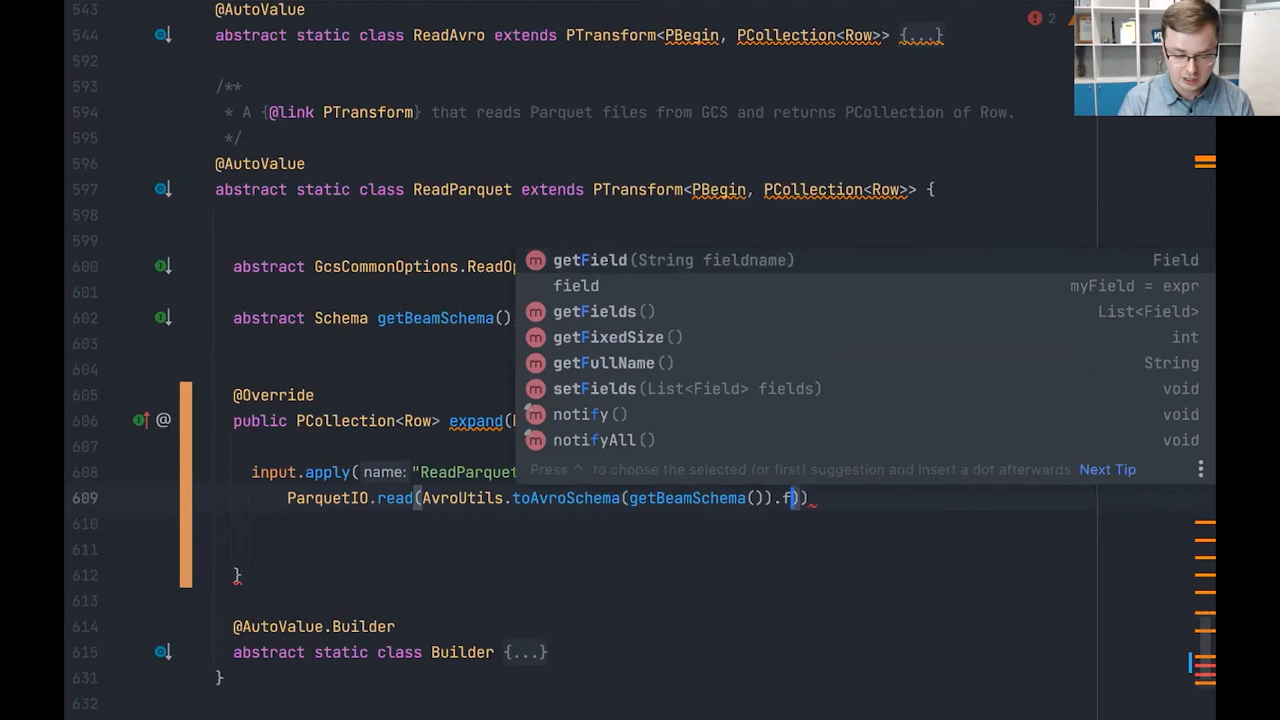 543 @AutoValue
544 abstract static class ReadAvro extends PTransform<PBegin, PCollection<Row>> {...}
2
592
593 /**
594 * A {@link PTransform} that reads Parquet files from GCS and returns PCollection of Row.
595 */
596 @AutoValue
597 abstract static class ReadParquet extends PTransform<PBegin, PCollection<Row>> {
598
599
600 abstract GcsCommonOptions.ReadOp
601
602 abstract Schema getBeamSchema()
603
604
605 @Override
606 @ public PCollection<Row> expand(
607
608 input.apply( name: "ReadParquet
609 ParquetIO.read(AvroUtils.toAvroSchema(getBeamSchema()).f))
610
611
612 }
613
614 @AutoValue.Builder
615 abstract static class Builder {...}
631 }
632
getField(String fieldname) Field
field myField = expr
getFields() List<Field>
getFixedSize() int
getFullName() String
setFields(List<Field> fields) void
notify() void
notifyAll() void
Press ^ to choose the selected (or first) suggestion and insert a dot afterwards Next Tip